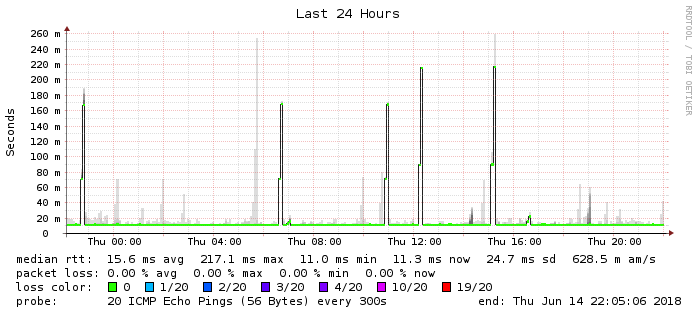 Last 24 Hours
RRDTOOL / TOBI OETIKER
Seconds
260 m
240 m
220 m
200 m
180 m
160 m
140 m
120 m
100 m
80 m
60 m
40 m
20 m
0
Thu 00:00 Thu 04:00 Thu 08:00 Thu 12:00 Thu 16:00 Thu 20:00
median rtt: 15.6 ms avg 217.1 ms max 11.0 ms min 11.3 ms now 24.7 ms sd 628.5 m am/s
packet loss: 0.00 % avg 0.00 % max 0.00 % min 0.00 % now
loss color: 0 1/20 2/20 3/20 4/20 10/20 19/20
probe: 20 ICMP Echo Pings (56 Bytes) every 300s end: Thu Jun 14 22:05:06 2018